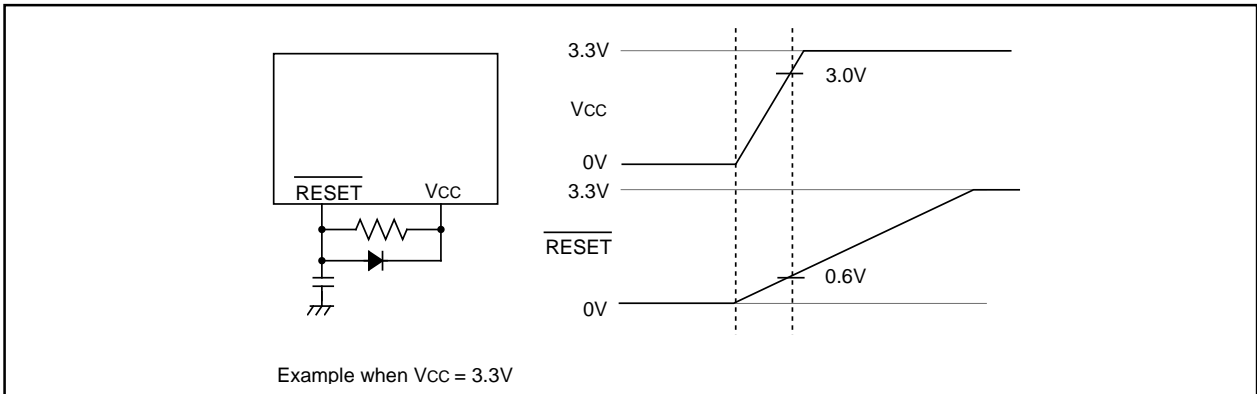 RESET
VCC
3.3V
3.0V
VCC
0V
3.3V
RESET
0.6V
0V
Example when VCC = 3.3V